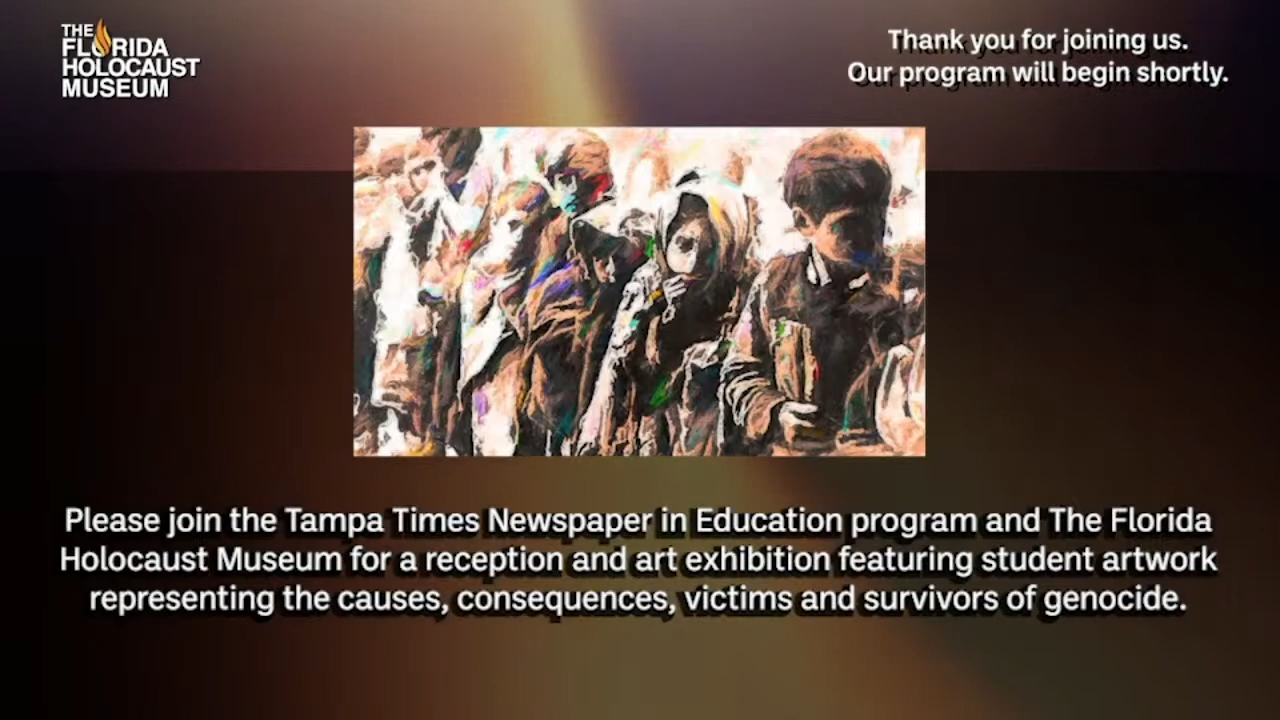 THE
FLORIDA
HOLOCAUST
MUSEUM
Thank you for joining us.
Our program will begin shortly.
Please join the Tampa Times Newspaper in Education program and The Florida
Holocaust Museum for a reception and art exhibition featuring student artwork
representing the causes, consequences, victims and survivors of genocide.